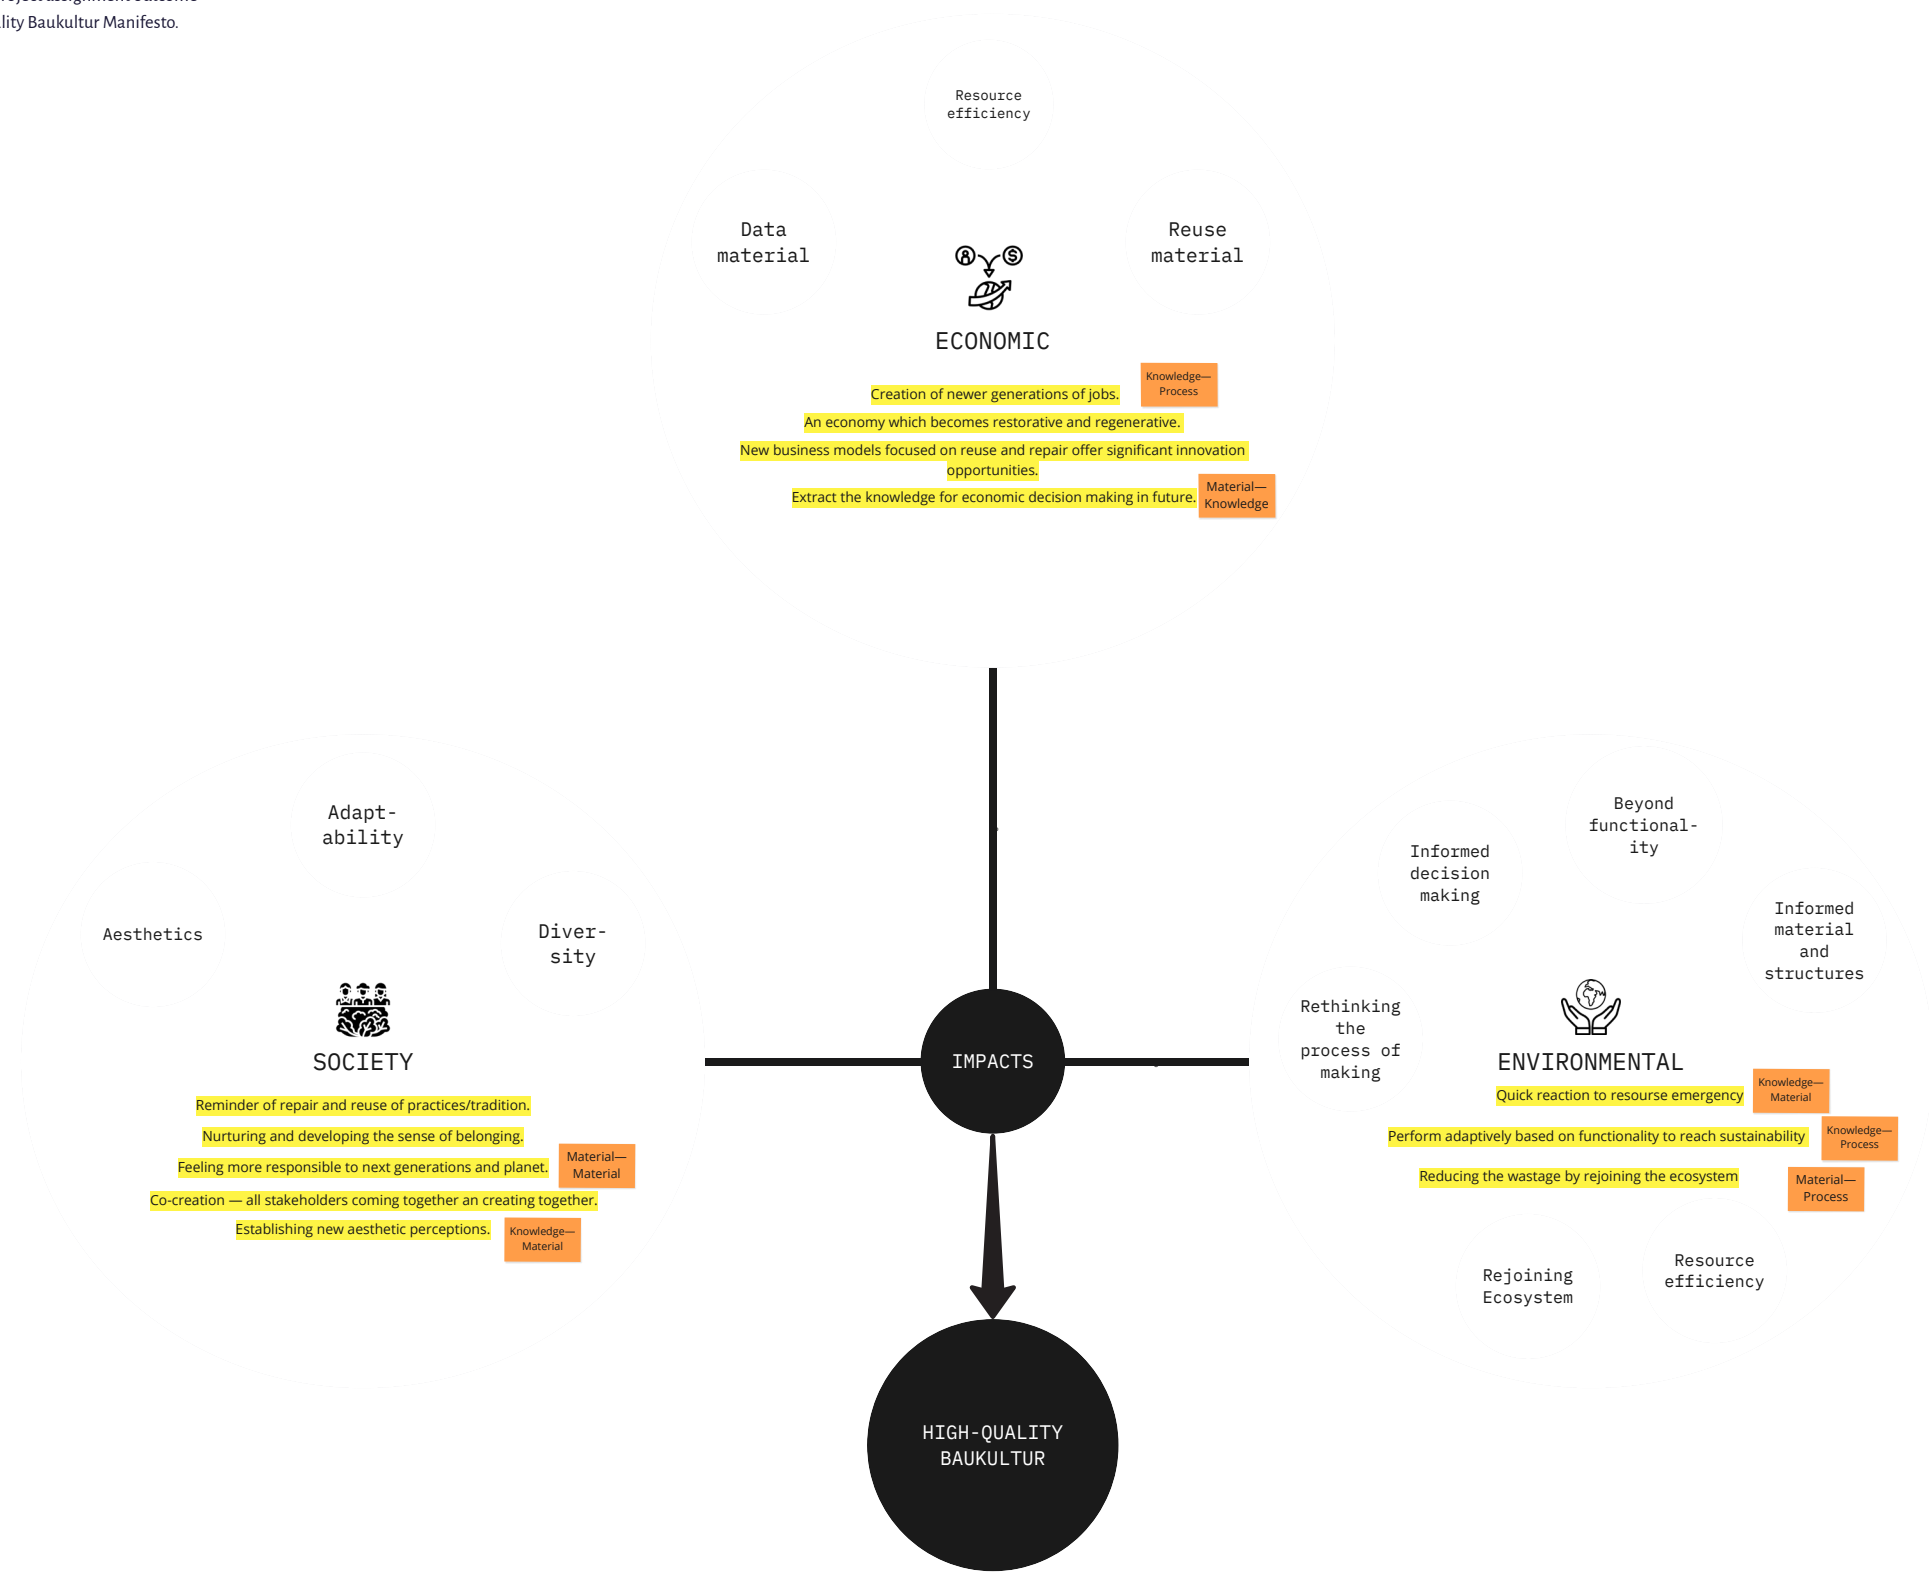 lity Baukultur Manifesto.
Resource
efficiency
Data
material
Reuse
material
ECONOMIC
Knowledge—
Process
Creation of newer generations of jobs.
An economy which becomes restorative and regenerative.
New business models focused on reuse and repair offer significant innovation
opportunities.
Extract the knowledge for economic decision making in future.
Material—
Knowledge
Adapt-
ability
Aesthetics
Diver-
sity
SOCIETY
Reminder of repair and reuse of practices/tradition.
Nurturing and developing the sense of belonging.
Feeling more responsible to next generations and planet.
Material—
Material
Co-creation — all stakeholders coming together an creating together.
Establishing new aesthetic perceptions.
Knowledge—
Material
IMPACTS
Beyond
functional-
ity
Informed
decision
making
Informed
material
and
structures
Rethinking
the
process of
making
ENVIRONMENTAL
Quick reaction to resourse emergency
Knowledge—
Material
Perform adaptively based on functionality to reach sustainability
Knowledge—
Process
Reducing the wastage by rejoining the ecosystem
Material—
Process
Rejoining
Ecosystem
Resource
efficiency
HIGH-QUALITY
BAUKULTUR